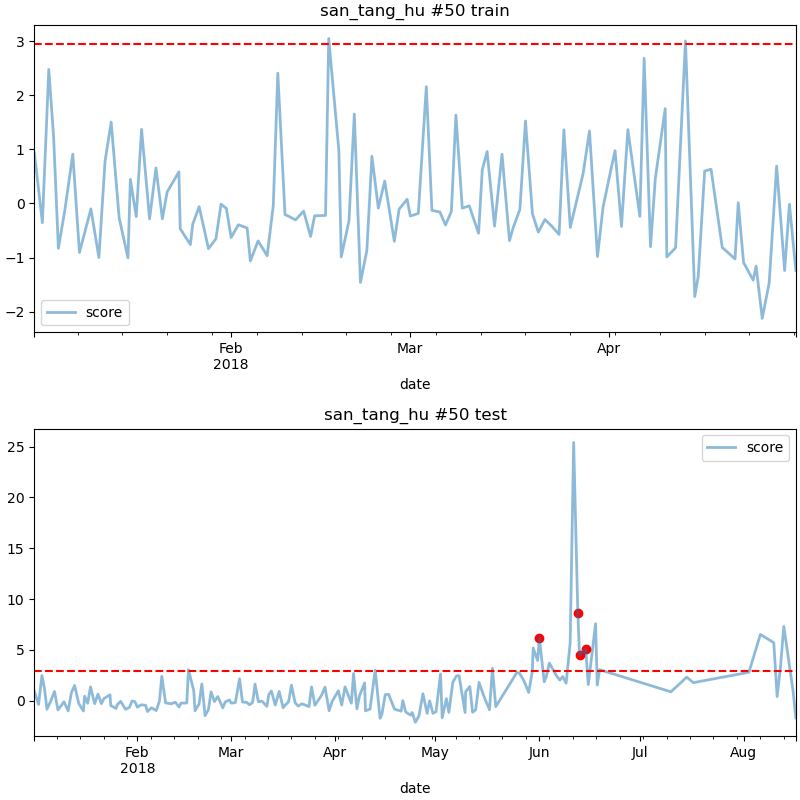 san_tang_hu #50 train
3
2
1
0
−1
−2
score
Feb
2018
Mar
Apr
date
san_tang_hu #50 test
25
20
15
10
5
0
score
Feb
2018
Mar
Apr
May
Jun
Jul
Aug
date